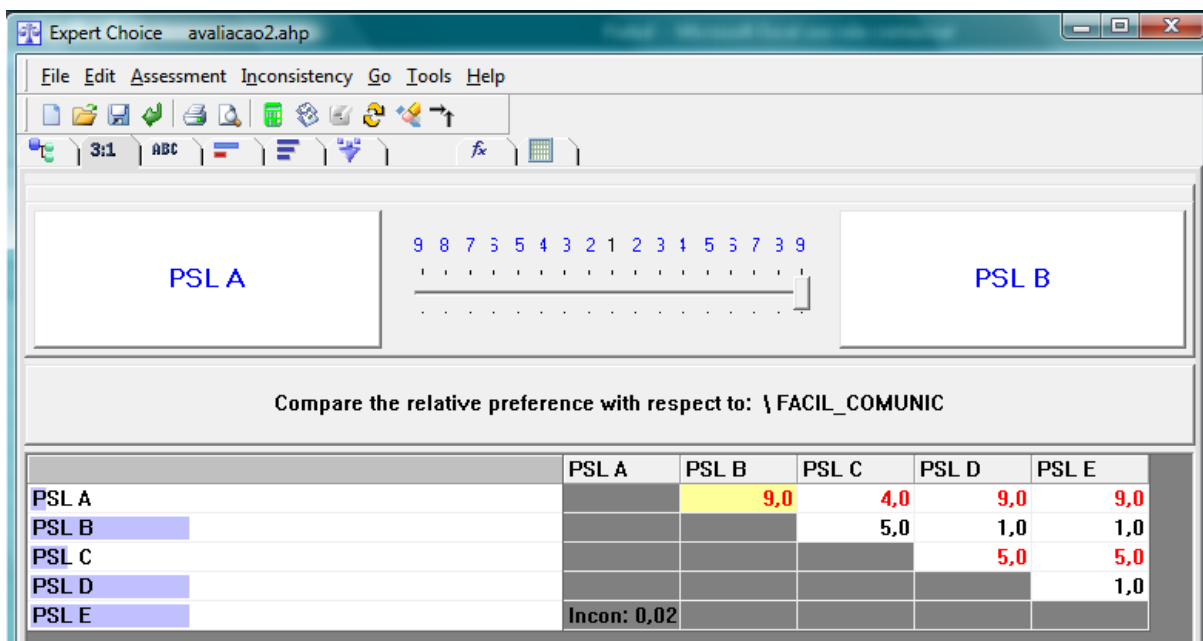 Expert Choice avaliacao2.ahp
File Edit Assessment Inconsistency Go Tools Help
3:1 ABC fx
PSL A
9 8 7 6 5 4 3 2 1 2 3 4 5 6 7 8 9
PSL B
Compare the relative preference with respect to: \ FACIL_COMUNIC
PSL A PSL B PSL C PSL D PSL E
PSL A 9,0 4,0 9,0 9,0
PSL B 5,0 1,0 1,0
PSL C 5,0 5,0
PSL D 1,0
PSL E Incon: 0,02